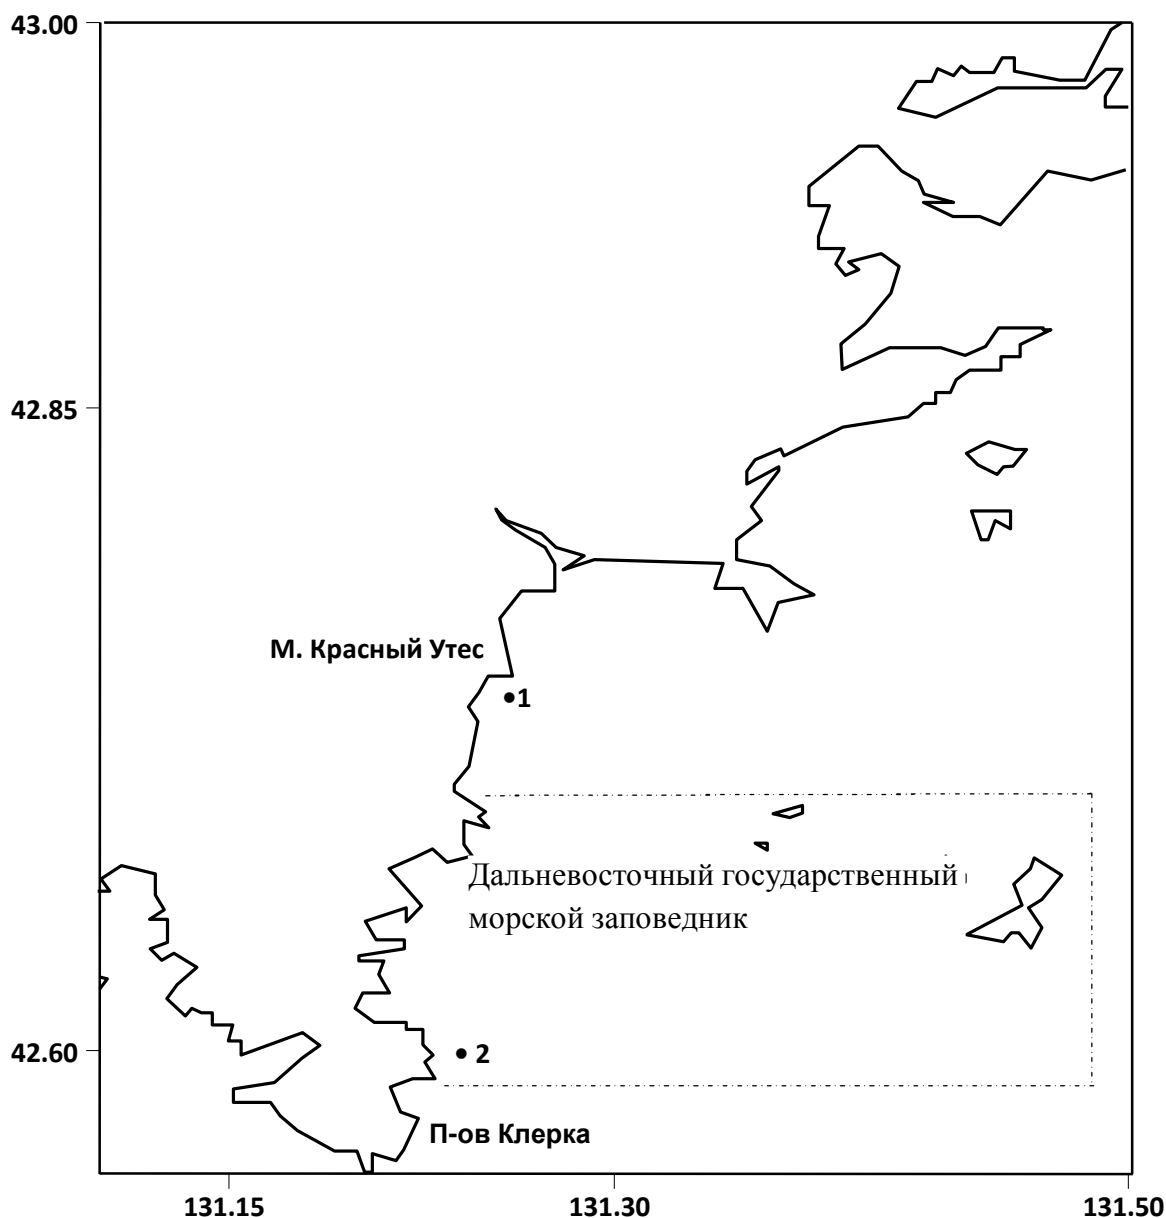 43.00
42.85
М. Красный Утес
1
Дальневосточный государственный
морской заповедник
42.60
2
П-ов Клерка
131.15
131.30
131.50